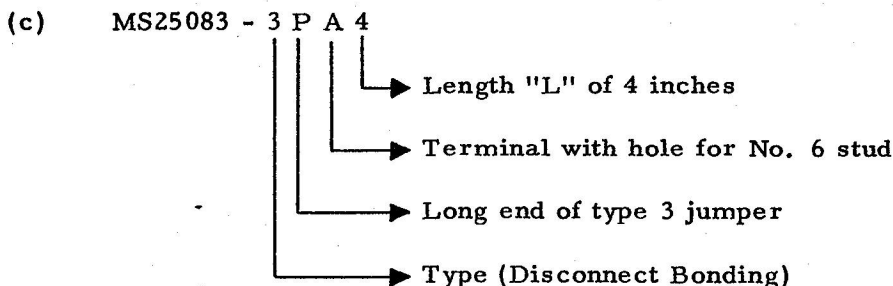 (c) MS25083 - 3 P A 4
Length "L" of 4 inches
Terminal with hole for No. 6 stud
Long end of type 3 jumper
Type (Disconnect Bonding)